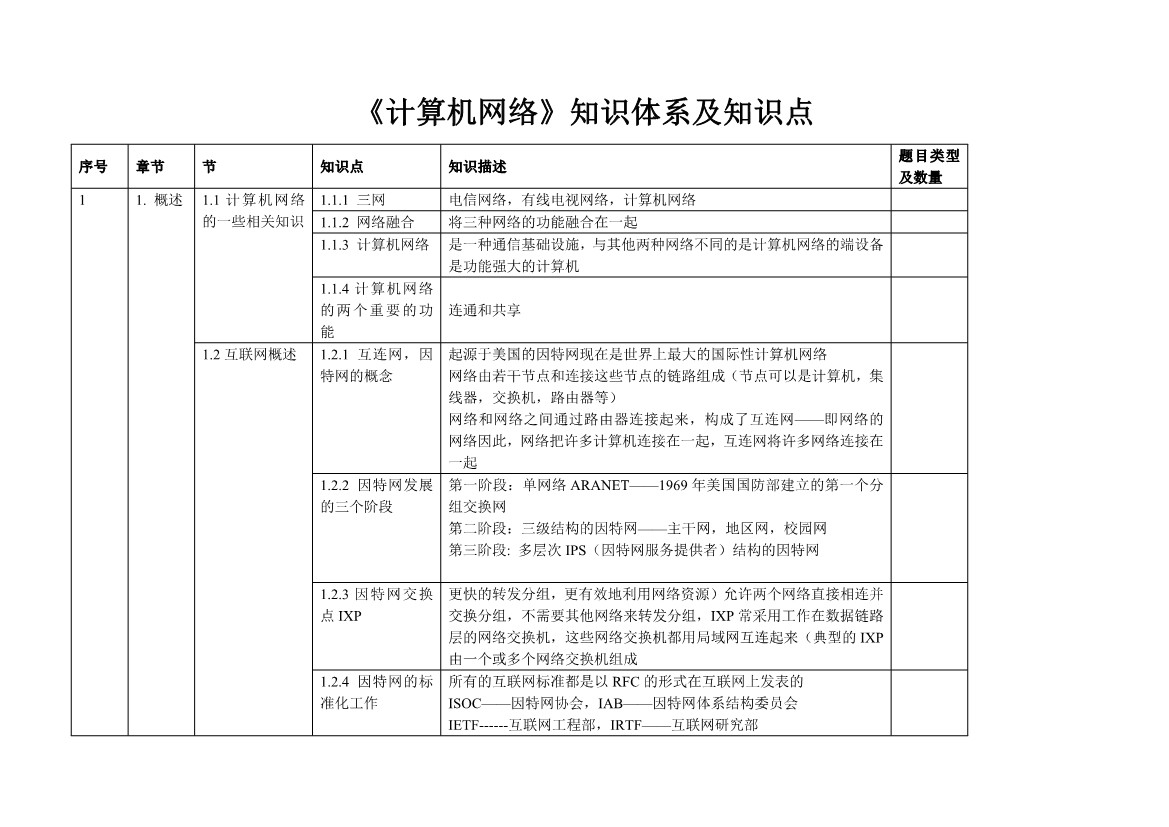 《计算机网络》知识体系及知识点
序号 章节 节 知识点 知识描述 题目类型
及数量
1 1. 概述 1.1 计算机网络
的一些相关知识
1.1.1 三网 电信网络，有线电视网络，计算机网络
1.1.2 网络融合 将三种网络的功能融合在一起
1.1.3 计算机网络 是一种通信基础设施，与其他两种网络不同的是计算机网络的端设备
是功能强大的计算机
1.1.4 计算机网络
的两个重要的功
能
连通和共享
1.2 互联网概述
1.2.1 互连网，因
特网的概念
起源于美国的因特网现在是世界上最大的国际性计算机网络
网络由若干节点和连接这些节点的链路组成（节点可以是计算机，集
线器，交换机，路由器等）
网络和网络之间通过路由器连接起来，构成了互连网——即网络的
网络因此，网络把许多计算机连接在一起，互连网将许多网络连接在
一起
1.2.2 因特网发展
的三个阶段
第一阶段：单网络 ARANET——1969 年美国国防部建立的第一个分
组交换网
第二阶段：三级结构的因特网——主干网，地区网，校园网
第三阶段: 多层次 IPS（因特网服务提供者）结构的因特网
1.2.3 因特网交换
点 IXP
更快的转发分组，更有效地利用网络资源）允许两个网络直接相连并
交换分组，不需要其他网络来转发分组，IXP 常采用工作在数据链路
层的网络交换机，这些网络交换机都用局域网互连起来（典型的 IXP
由一个或多个网络交换机组成
1.2.4 因特网的标
准化工作
所有的互联网标准都是以 RFC 的形式在互联网上发表的
ISOC——因特网协会，IAB——因特网体系结构委员会
IETF------互联网工程部，IRTF——互联网研究部